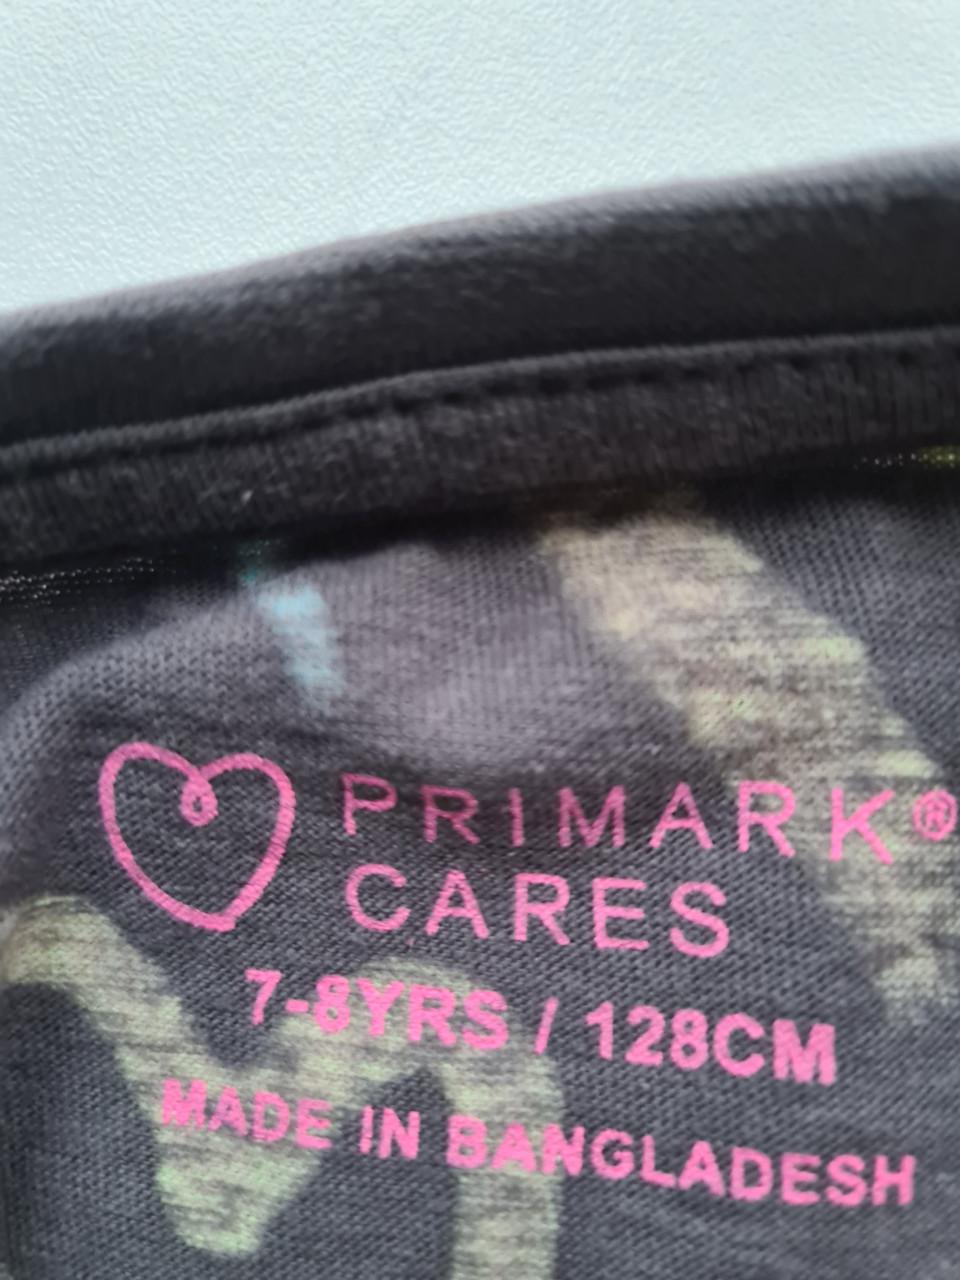 PRIMARK®
CARES
7-8YRS / 128CM
MADE IN BANGLADESH